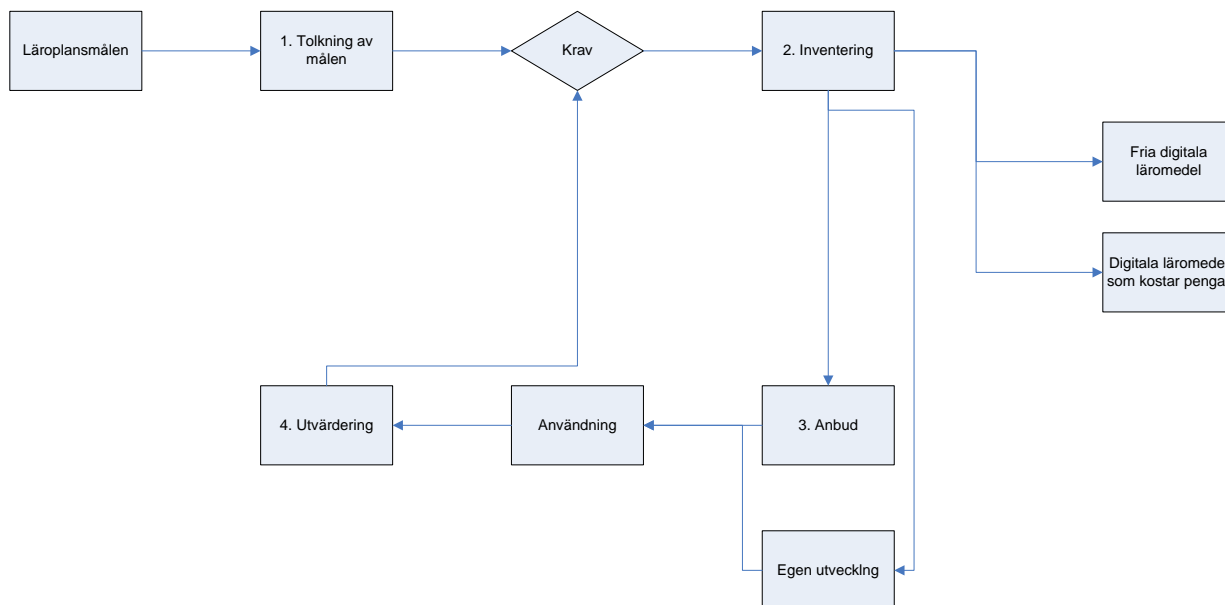 Läroplansmålen
1. Tolkning av
målen
Krav
2. Inventering
Fria digitala
läromedel
Digitala läromede
som kostar penga
4. Utvärdering
Användning
3. Anbud
Egen utvecklng